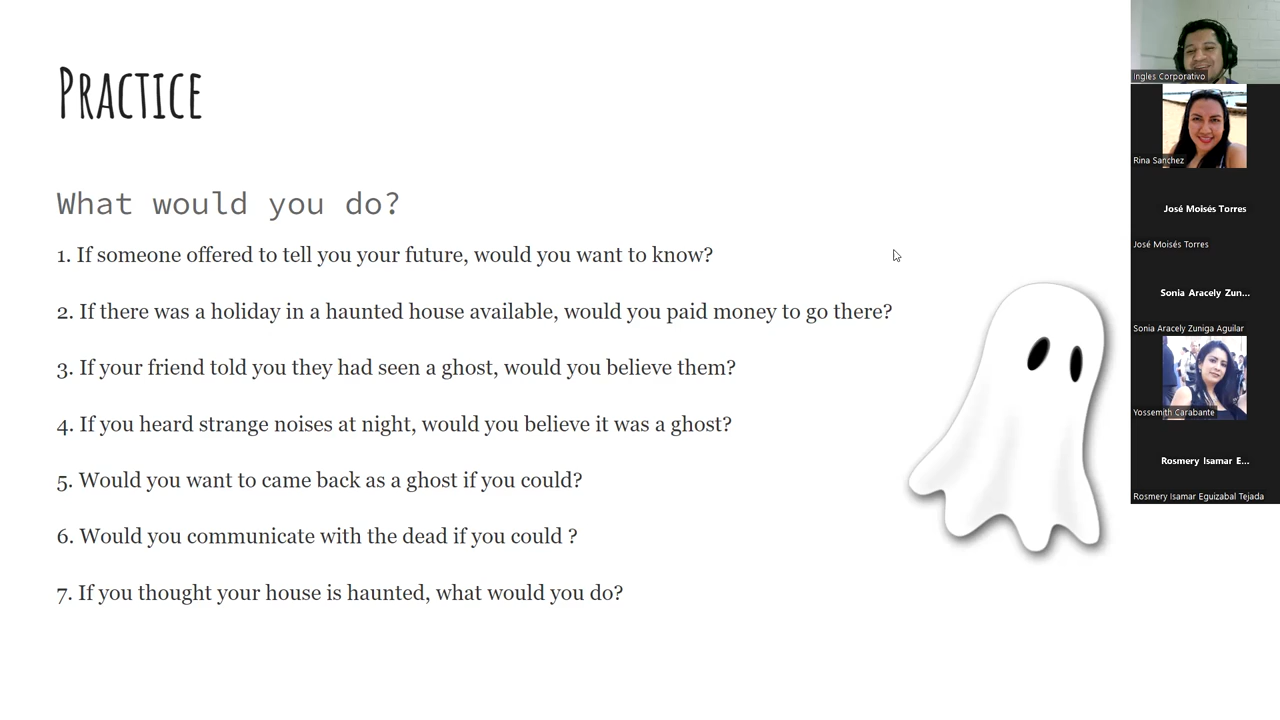 PRACTICE
What would you do?
1. If someone offered to tell you your future, would you want to know?
2. If there was a holiday in a haunted house available, would you paid money to go there?
3. If your friend told you they had seen a ghost, would you believe them?
4. If you heard strange noises at night, would you believe it was a ghost?
5. Would you want to came back as a ghost if you could?
6. Would you communicate with the dead if you could ?
7. If you thought your house is haunted, what would you do?
Ingles Corporativo
Rina Sanchez
José Moisés Torres
José Moisés Torres
Sonia Aracely Zun...
Sonia Aracely Zuniga Aguilar
Yossemith Carabante
Rosmery Isamar E...
Rosmery Isamar Eguizabal Tejada